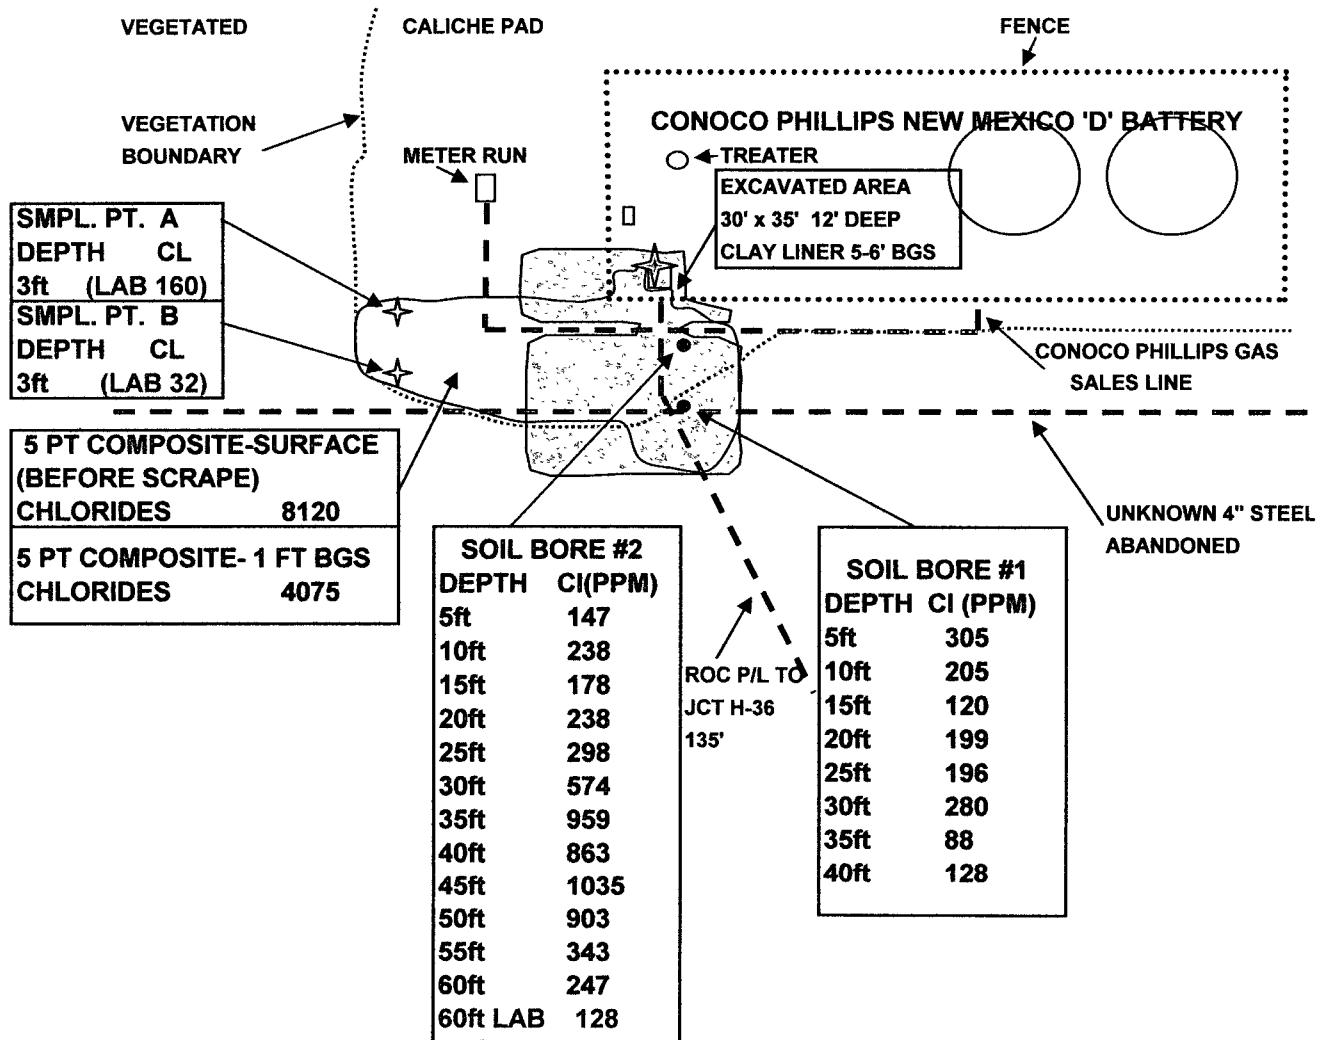 VEGETATED
CALICHE PAD
FENCE
VEGETATION
BOUNDARY
METER RUN
CONOCO PHILLIPS NEW MEXICO 'D' BATTERY
TREATER
EXCAVATED AREA
30' x 35' 12' DEEP
CLAY LINER 5-6' BGS
SMPL. PT. A
DEPTH CL
3ft (LAB 160)
SMPL. PT. B
DEPTH CL
3ft (LAB 32)
CONOCO PHILLIPS GAS
SALES LINE
5 PT COMPOSITE-SURFACE
(BEFORE SCRAPE)
CHLORIDES 8120
5 PT COMPOSITE- 1 FT BGS
CHLORIDES 4075
UNKNOWN 4" STEEL
ABANDONED
SOIL BORE #2
DEPTH Cl(PPM)
5ft 147
10ft 238
15ft 178
20ft 238
25ft 298
30ft 574
35ft 959
40ft 863
45ft 1035
50ft 903
55ft 343
60ft 247
60ft LAB 128
ROC P/L TO
JCT H-36
135'
SOIL BORE #1
DEPTH Cl (PPM)
5ft 305
10ft 205
15ft 120
20ft 199
25ft 196
30ft 280
35ft 88
40ft 128